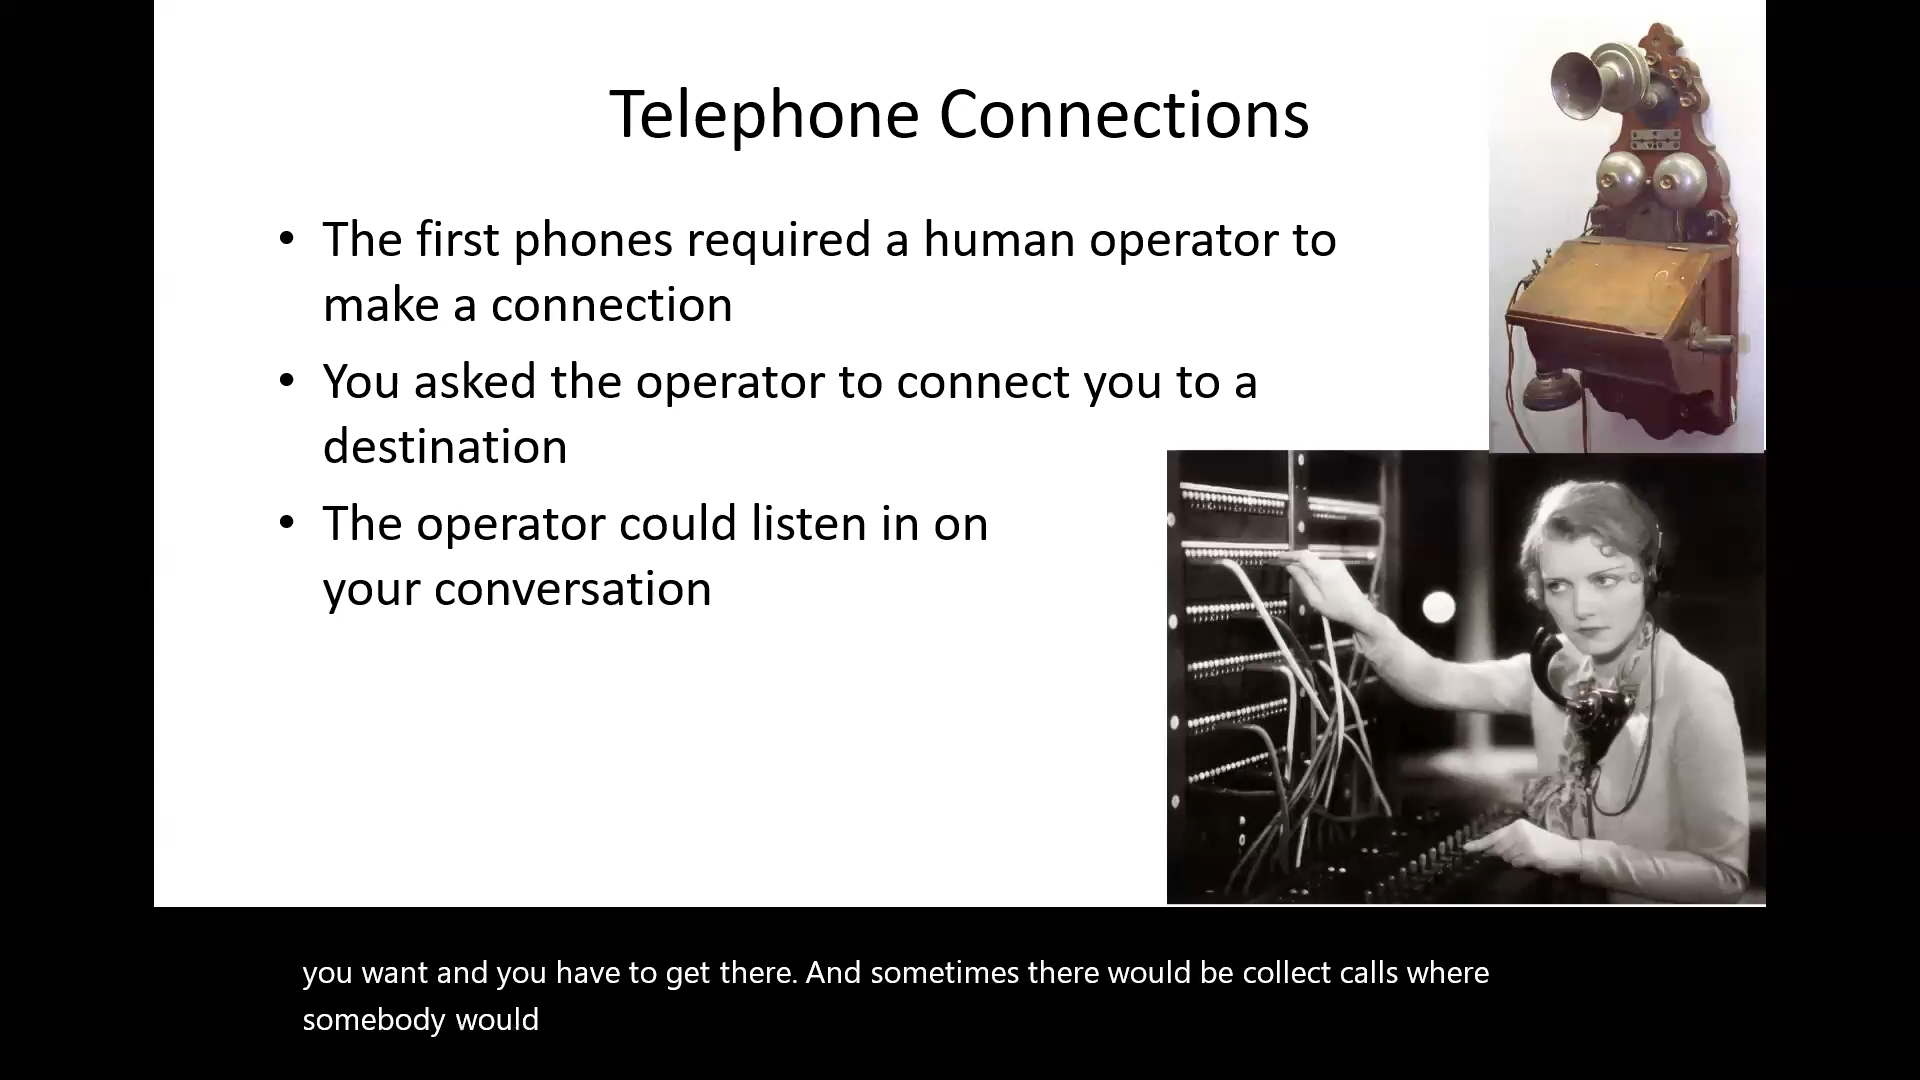 Telephone Connections
• The first phones required a human operator to
make a connection
• You asked the operator to connect you to a
destination
• The operator could listen in on
your conversation
you want and you have to get there. And sometimes there would be collect calls where
somebody would